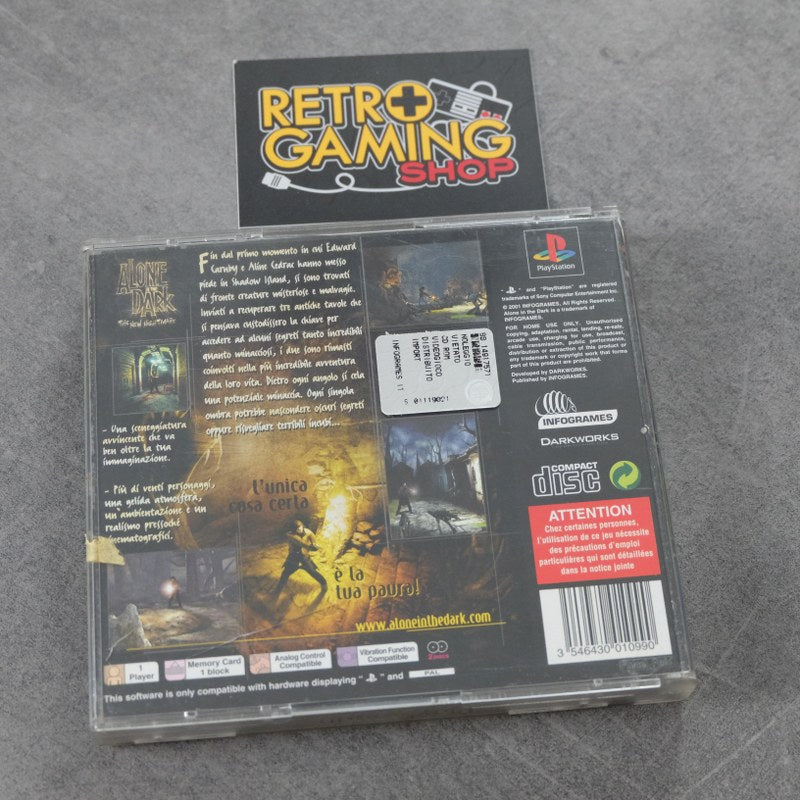 RETRO
GAMING
SHOP
ALONE
IN THE
DARK
THE NEW NIGHTMARE
Fin dal primo momento in cui Edward
Carnby e Aline Cedrac hanno messo
piede in Shadow Island, si sono trovati
di fronte creature misteriose e malvagie.
Inviati a recuperare tre antiche tavole che
si pensava custodissero la chiave per
accedere ad alcuni segreti tanto incredibili
quanto minacciosi, i due sono rimasti
coinvolti nella più incredibile avventura
della loro vita. Dietro ogni angolo si cela
una potenziale minaccia. Ogni singola
ombra potrebbe nascondere oscuri segreti
oppure risvegliare terribili incubi...
- Una sceneggiatura
avvincente che va
ben oltre la tua
immaginazione.
- Più di venti personaggi,
una gelida atmosfera,
un ambientazione e un
realismo pressoché
cinematografici.
L'unica
cosa certa
è la
tua paura!
www.aloneinthedark.com
NOLEGGIO
VIETATO
CD ROM
VIDEOGIOCO
DISTRIBUITO
IMPORT
INFOGRAMES II
S 01119021
PlayStation
" " and "PlayStation" are registered
trademarks of Sony Computer Entertainment Inc.
© 2001 INFOGRAMES. All Rights Reserved.
Alone in the Dark is a trademark of
INFOGRAMES.
FOR HOME USE ONLY. Unauthorised
copying, adaptation, rental, lending, re-sale,
arcade use, charging for use, broadcast,
cable transmission, public performance,
distribution or extraction of this product or
any trademark or copyright work that forms
part of this product are prohibited.
Developed by DARKWORKS.
Published by INFOGRAMES.
INFOGRAMES
DARKWORKS
COMPACT
disc
ATTENTION
Chez certaines personnes,
l'utilisation de ce jeu nécessite
des précautions d'emploi
particulières qui sont détaillées
dans la notice jointe
3 546430 010990
1
Player
Memory Card
1 block
Analog Control
Compatible
Vibration Function
Compatible
2 DISCS
This software is only compatible with hardware displaying " " and PAL